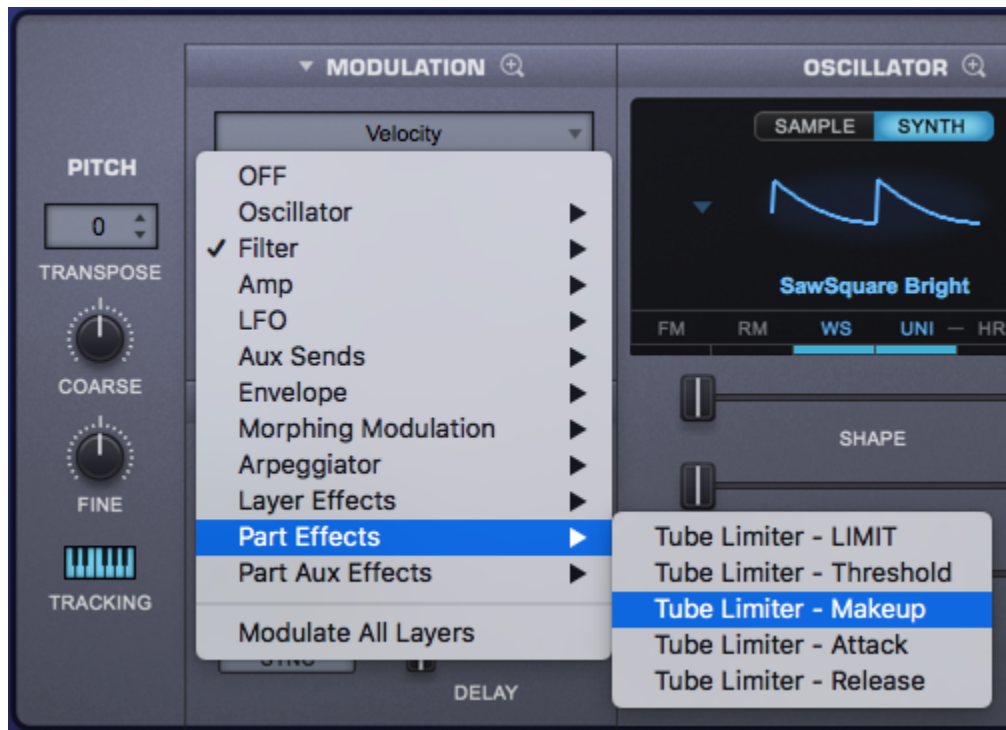 MODULATION
OSCILLATOR
Velocity
SAMPLE SYNTH
PITCH
0
TRANSPOSE
COARSE
FINE
TRACKING
OFF
Oscillator
✓ Filter
Amp
LFO
Aux Sends
Envelope
Morphing Modulation
Arpeggiator
Layer Effects
Part Effects
Part Aux Effects
Modulate All Layers
SawSquare Bright
FM RM WS UNI — HR
SHAPE
Tube Limiter - LIMIT
Tube Limiter - Threshold
Tube Limiter - Makeup
Tube Limiter - Attack
Tube Limiter - Release
DELAY